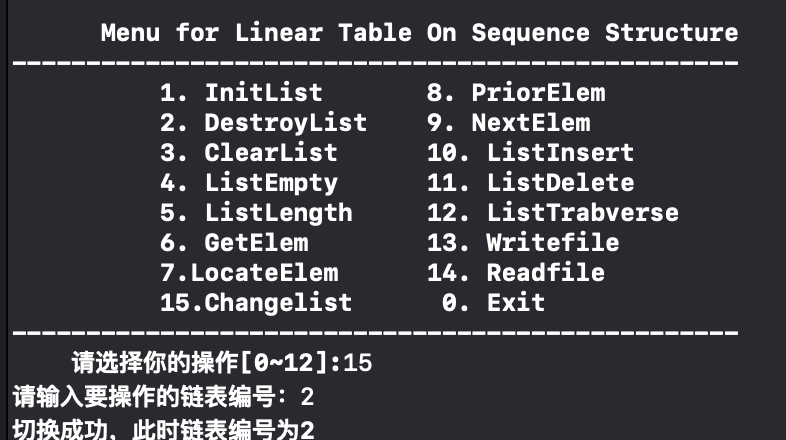 Menu for Linear Table On Sequence Structure
-------------------------------------------------
1. InitList 8. PriorElem
2. DestroyList 9. NextElem
3. ClearList 10. ListInsert
4. ListEmpty 11. ListDelete
5. ListLength 12. ListTrabverse
6. GetElem 13. Writefile
7.LocateElem 14. Readfile
15.Changelist 0. Exit
-------------------------------------------------
请选择你的操作[0~12]:15
请输入要操作的链表编号：2
切换成功，此时链表编号为2